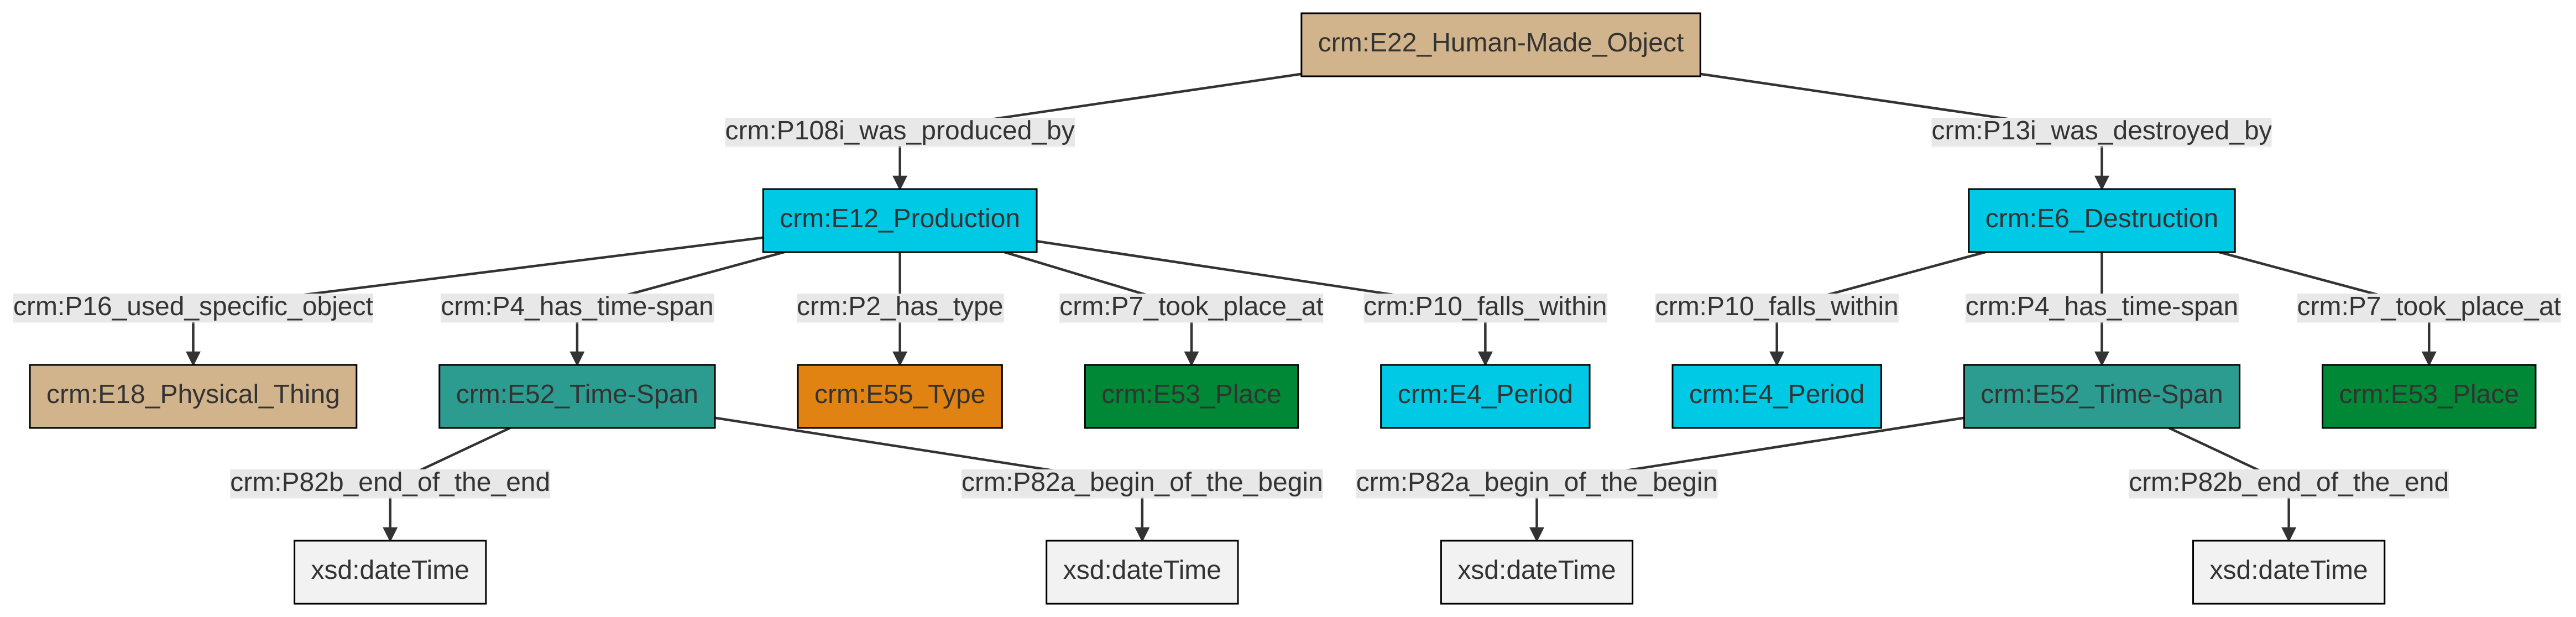 crm:E22_Human-Made_Object
crm:P108i_was_produced_by
crm:P13i_was_destroyed_by
crm:E12_Production
crm:E6_Destruction
crm:P16_used_specific_object
crm:P4_has_time-span
crm:P2_has_type
crm:P7_took_place_at
crm:P10_falls_within
crm:P10_falls_within
crm:P4_has_time-span
crm:P7_took_place_at
crm:E18_Physical_Thing
crm:E52_Time-Span
crm:E55_Type
crm:E53_Place
crm:E4_Period
crm:E4_Period
crm:E52_Time-Span
crm:E53_Place
crm:P82b_end_of_the_end
crm:P82a_begin_of_the_begin
crm:P82a_begin_of_the_begin
crm:P82b_end_of_the_end
xsd:dateTime
xsd:dateTime
xsd:dateTime
xsd:dateTime